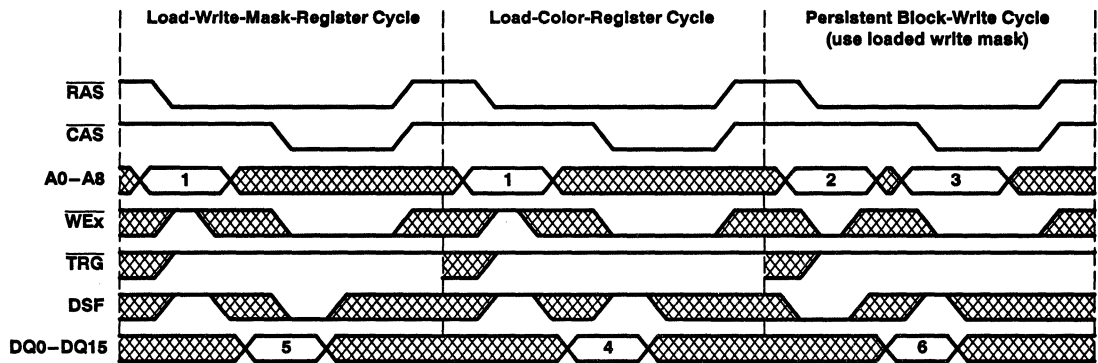 Load-Write-Mask-Register Cycle
Load-Color-Register Cycle
Persistent Block-Write Cycle
(use loaded write mask)
RAS
CAS
A0–A8
1
1
2
3
WEx
TRG
DSF
DQ0–DQ15
5
4
6